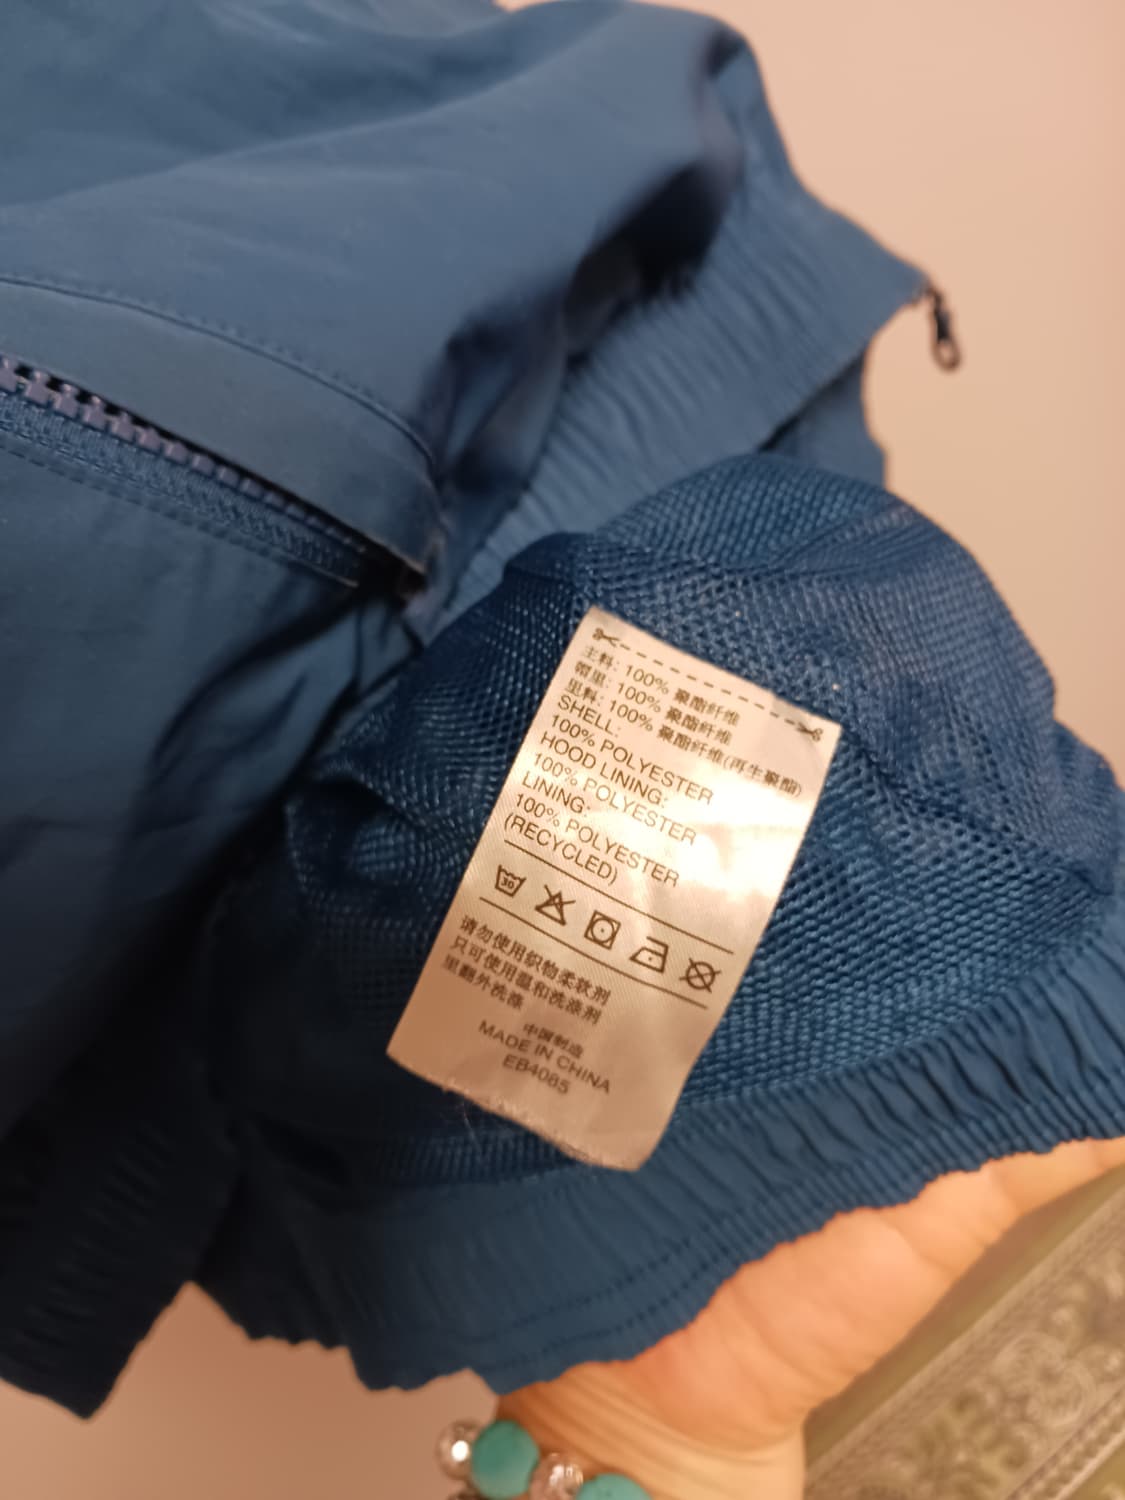 主料: 100% 聚酯纤维
帽里: 100% 聚酯纤维
里料: 100% 聚酯纤维(再生聚酯)
SHELL:
100% POLYESTER
HOOD LINING:
100% POLYESTER
LINING:
100% POLYESTER
(RECYCLED)
30
请勿使用织物柔软剂
只可使用温和洗涤剂
里翻外洗涤
中国制造
MADE IN CHINA
EB4085